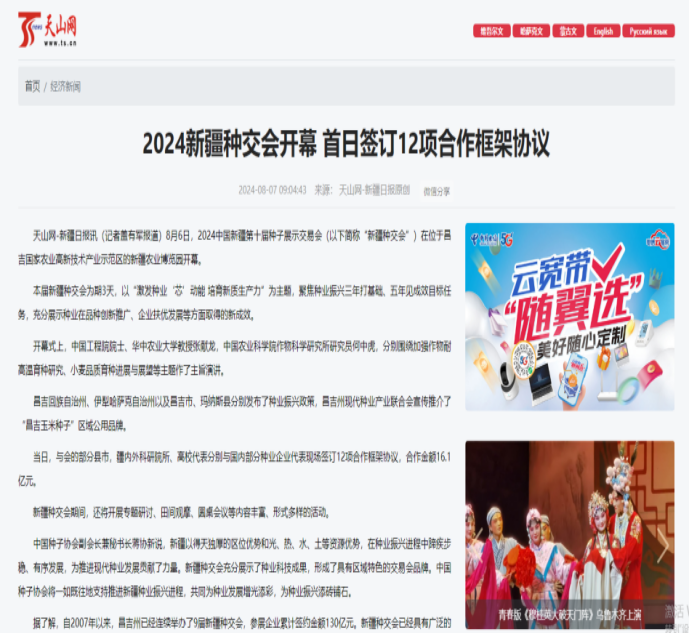 天山网
www.ts.cn
维吾尔文 哈萨克文 蒙古文 English Русский язык
首页 / 经济新闻
2024新疆种交会开幕 首日签订12项合作框架协议
2024-08-07 09:04:43 来源： 天山网-新疆日报原创 微信分享
天山网-新疆日报讯（记者盖有军报道）8月6日，2024中国新疆第十届种子展示交易会（以下简称“新疆种交会”）在位于昌
吉国家农业高新技术产业示范区的新疆农业博览园开幕。
本届新疆种交会为期3天，以“激发种业‘芯’动能 培育新质生产力”为主题，聚焦种业振兴三年打基础、五年见成效目标任
务，充分展示种业在品种创新推广、企业扶优发展等方面取得的新成效。
开幕式上，中国工程院院士、华中农业大学教授张献龙，中国农业科学院作物科学研究所研究员何中虎，分别围绕加强作物耐
高温育种研究、小麦品质育种进展与展望等主题作了主旨演讲。
昌吉回族自治州、伊犁哈萨克自治州以及昌吉市、玛纳斯县分别发布了种业振兴政策，昌吉州现代种业产业联合会宣传推介了
“昌吉玉米种子”区域公用品牌。
当日，与会的部分县市，疆内外科研院所、高校代表分别与国内部分种业企业代表现场签订12项合作框架协议，合作金额16.1
亿元。
新疆种交会期间，还将开展专题研讨、田间观摩、圆桌会议等内容丰富、形式多样的活动。
中国种子协会副会长兼秘书长蒋协新说，新疆以得天独厚的区位优势和光、热、水、土等资源优势，在种业振兴进程中蹄疾步
稳、有序发展，为推进现代种业发展贡献了力量。新疆种交会充分展示了种业科技成果，形成了具有区域特色的交易会品牌。中国
种子协会将一如既往地支持推进新疆种业振兴进程，共同为种业发展增光添彩，为种业振兴添砖铺石。
据了解，自2007年以来，昌吉州已经连续举办了9届新疆种交会，参展企业累计签约金额130亿元。新疆种交会已经具有广泛的
5G
云宽带
“随翼选”
美好随心定制
青春版《穆桂英大破天门阵》乌鲁木齐上演